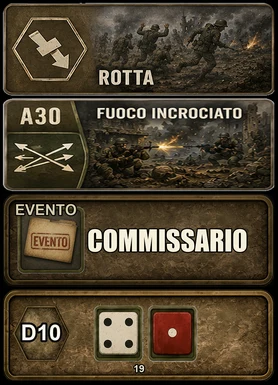 ROTTA
A30
FUOCO INCROCIATO
EVENTO
EVENTO
COMMISSARIO
D10
19